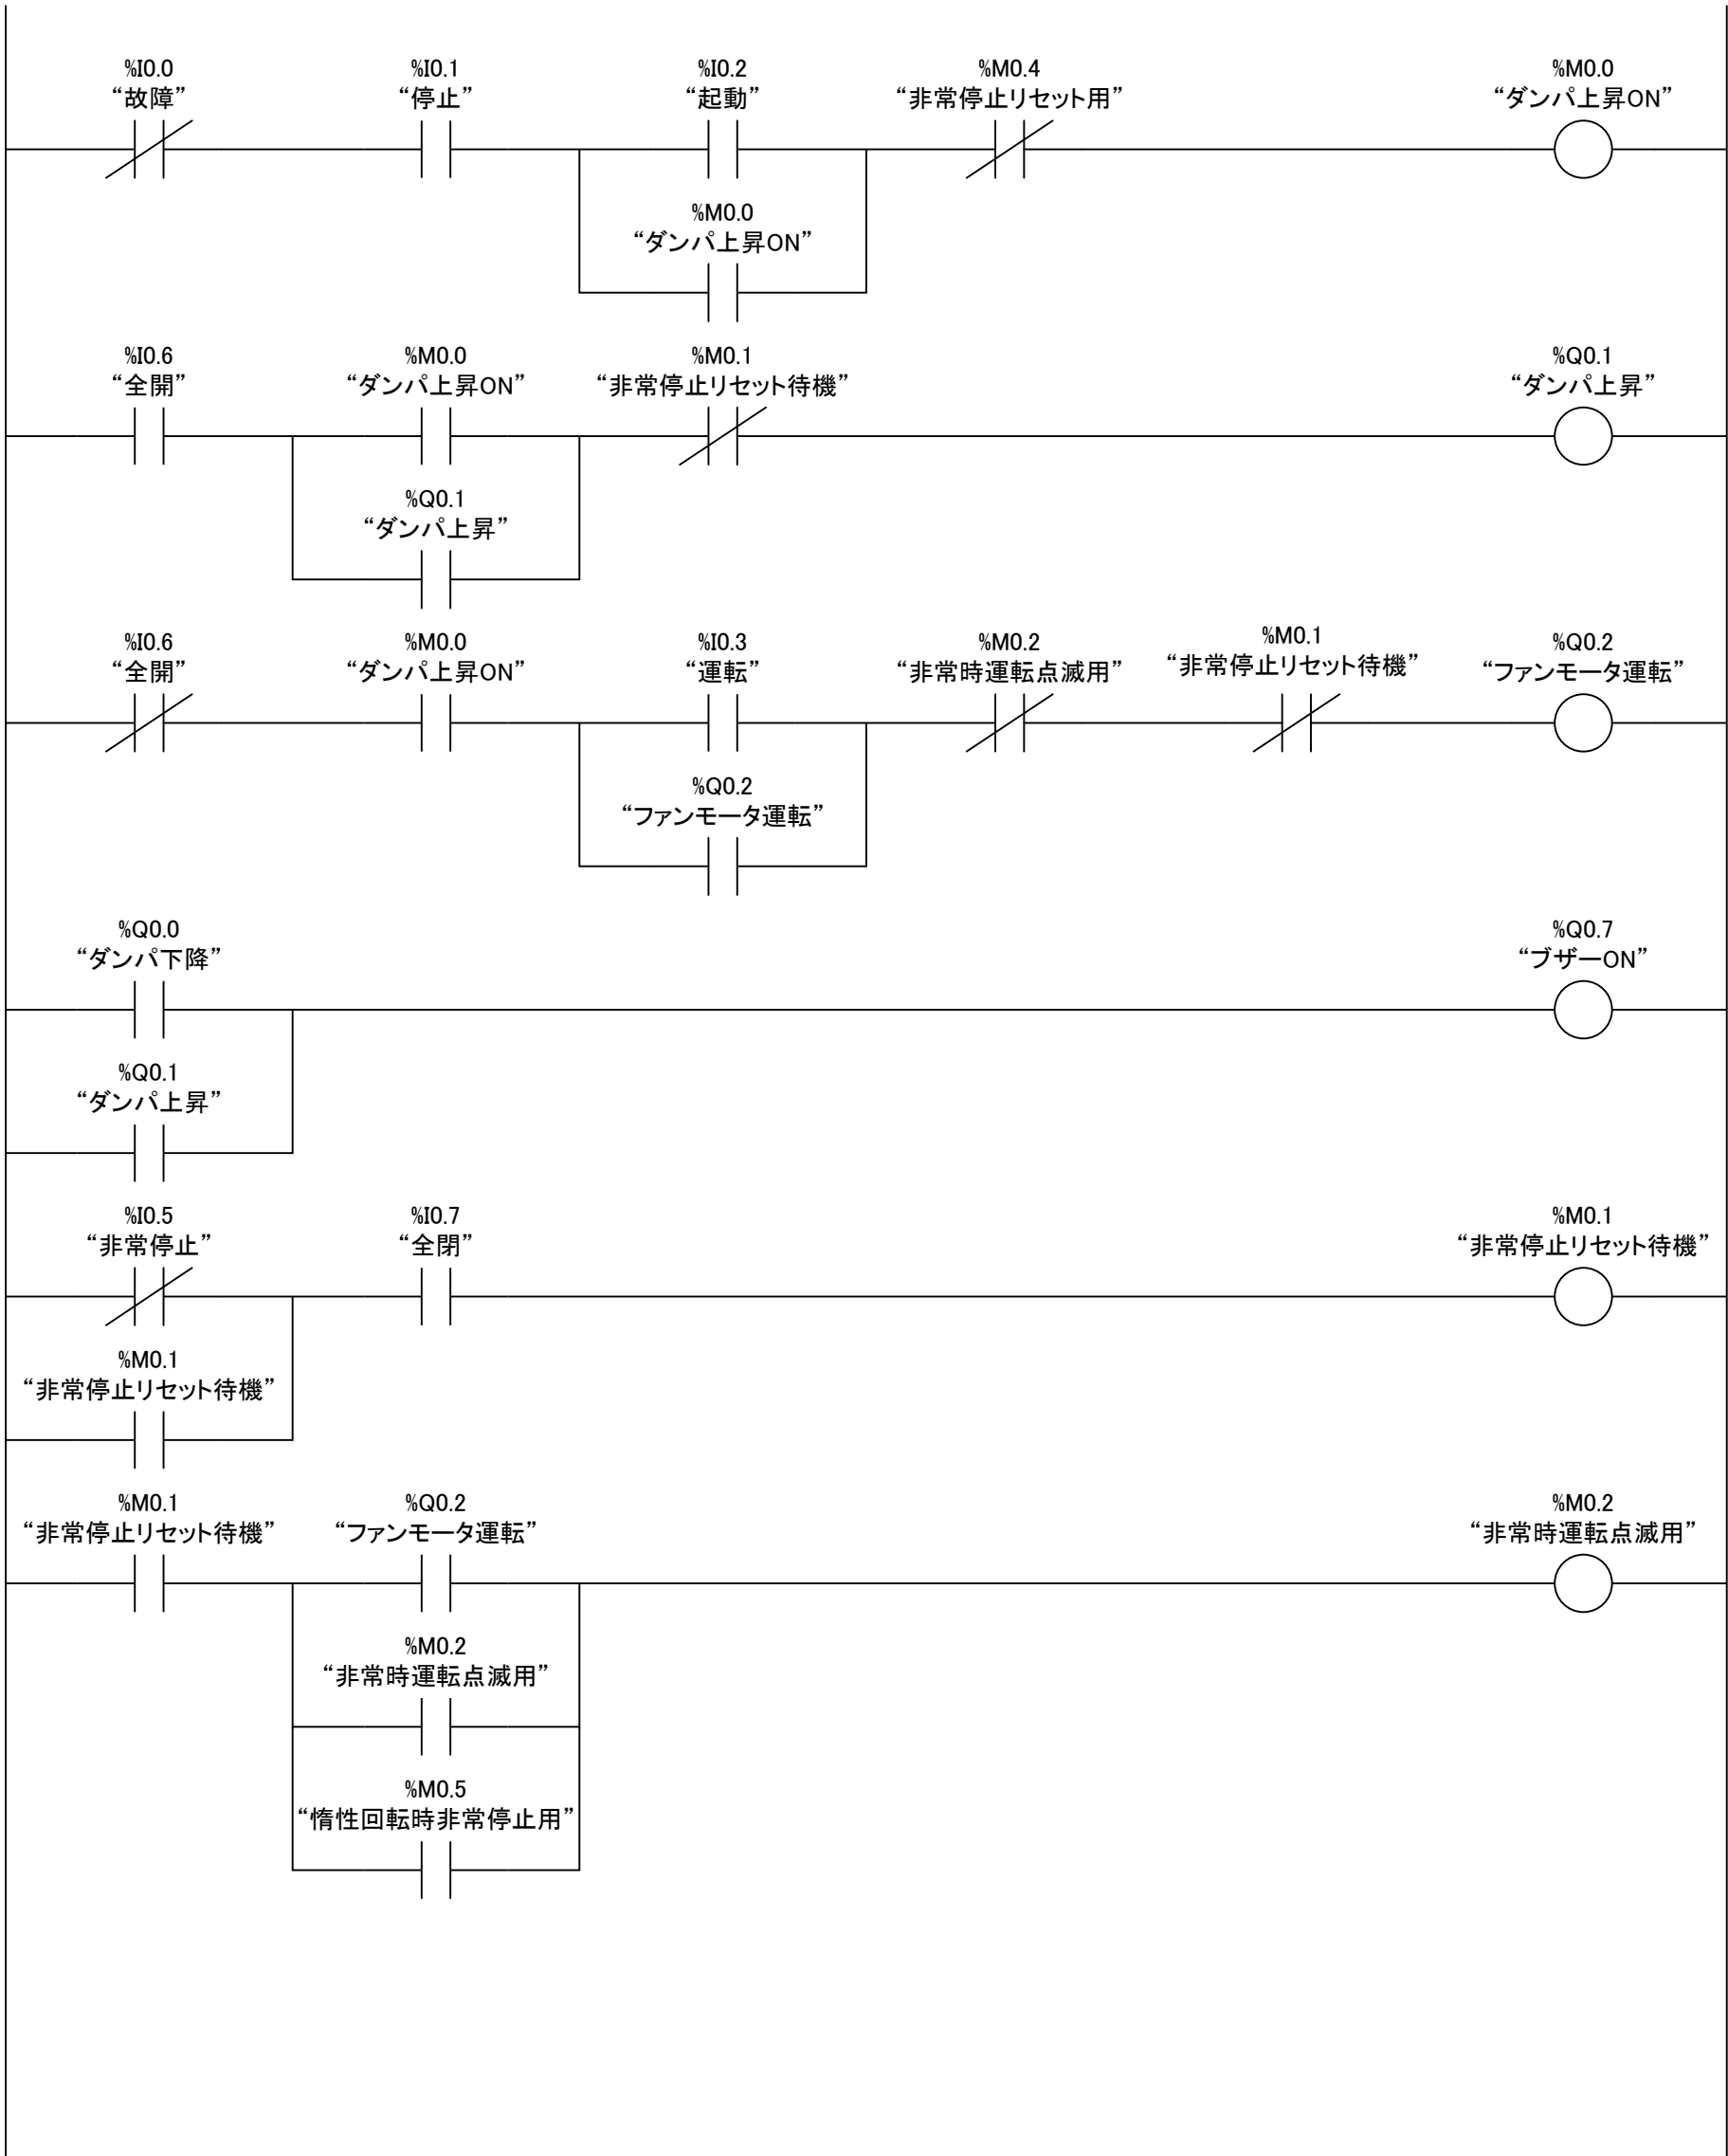 %I0.0
“故障”
%I0.1
“停止”
%I0.2
“起動”
%M0.4
“非常停止リセット用”
%M0.0
“ダンパ上昇ON”
%M0.0
“ダンパ上昇ON”
%I0.6
“全開”
%M0.0
“ダンパ上昇ON”
%M0.1
“非常停止リセット待機”
%Q0.1
“ダンパ上昇”
%Q0.1
“ダンパ上昇”
%I0.6
“全開”
%M0.0
“ダンパ上昇ON”
%I0.3
“運転”
%M0.2
“非常時運転点滅用”
%M0.1
“非常停止リセット待機”
%Q0.2
“ファンモータ運転”
%Q0.2
“ファンモータ運転”
%Q0.0
“ダンパ下降”
%Q0.7
“ブザーON”
%Q0.1
“ダンパ上昇”
%I0.5
“非常停止”
%I0.7
“全閉”
%M0.1
“非常停止リセット待機”
%M0.1
“非常停止リセット待機”
%M0.1
“非常停止リセット待機”
%Q0.2
“ファンモータ運転”
%M0.2
“非常時運転点滅用”
%M0.2
“非常時運転点滅用”
%M0.5
“惰性回転時非常停止用”